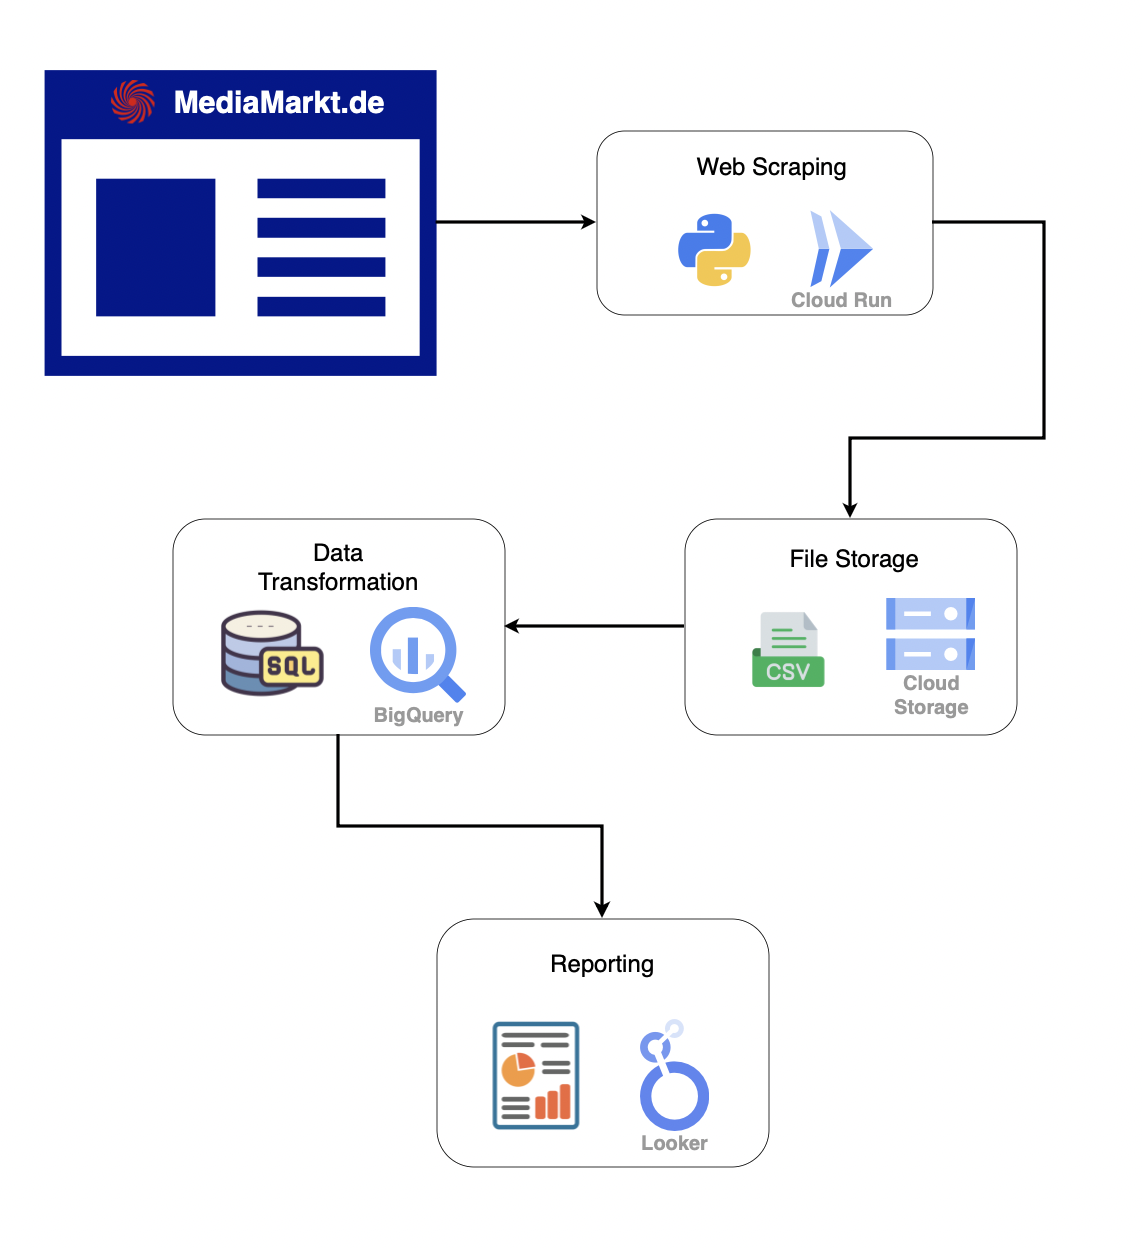 MediaMarkt.de
Web Scraping
Cloud Run
Data
Transformation
SQL
BigQuery
File Storage
CSV
Cloud
Storage
Reporting
Looker